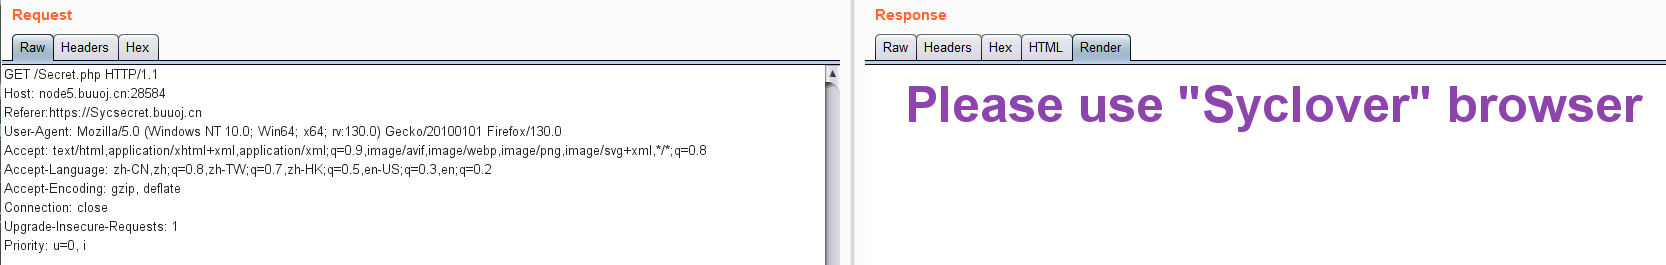 Request
Raw Headers Hex
GET /Secret.php HTTP/1.1
Host: node5.buuoj.cn:28584
Referer:https://Sycsecret.buuoj.cn
User-Agent: Mozilla/5.0 (Windows NT 10.0; Win64; x64; rv:130.0) Gecko/20100101 Firefox/130.0
Accept: text/html,application/xhtml+xml,application/xml;q=0.9,image/avif,image/webp,image/png,image/svg+xml,*/*;q=0.8
Accept-Language: zh-CN,zh;q=0.8,zh-TW;q=0.7,zh-HK;q=0.5,en-US;q=0.3,en;q=0.2
Accept-Encoding: gzip, deflate
Connection: close
Upgrade-Insecure-Requests: 1
Priority: u=0, i
Response
Raw Headers Hex HTML Render
Please use "Syclover" browser